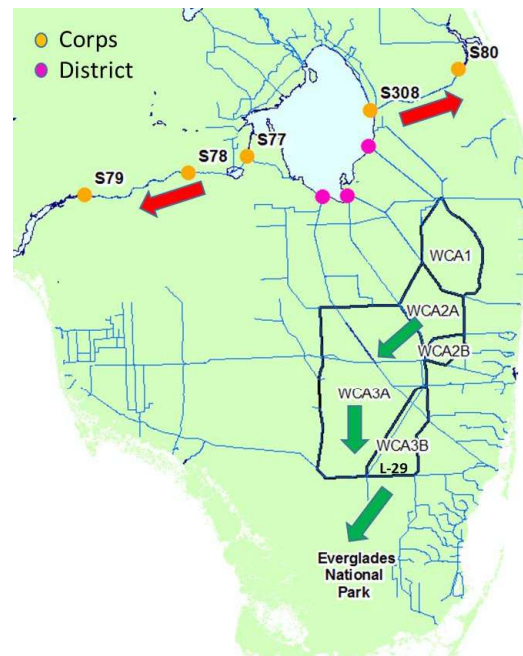 Corps
District
S80
S308
S77
S78
S79
WCA1
WCA2A
WCA2B
WCA3A
WCA3B
L-29
Everglades
National
Park